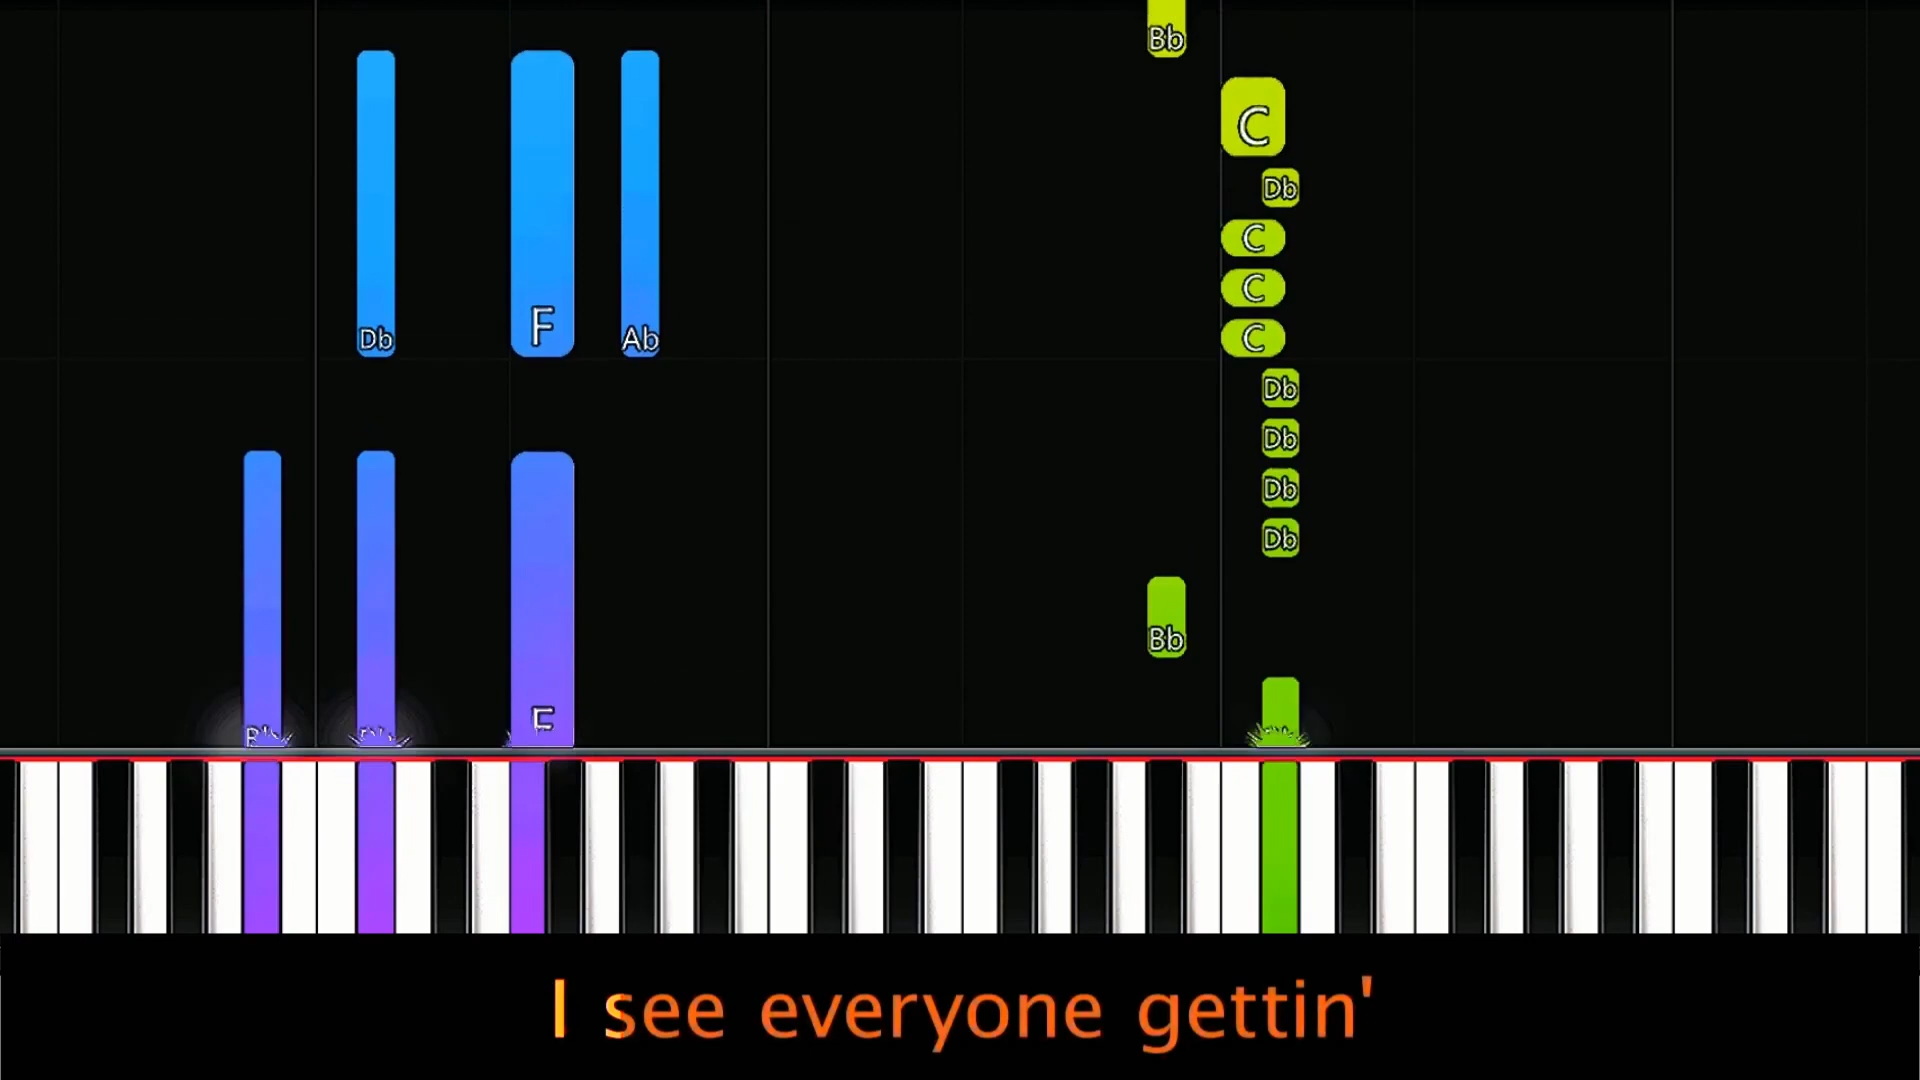 Bb
C
Db
C
C
Db F Ab C
Db
Db
Db
Db
Bb
F
I see everyone gettin'